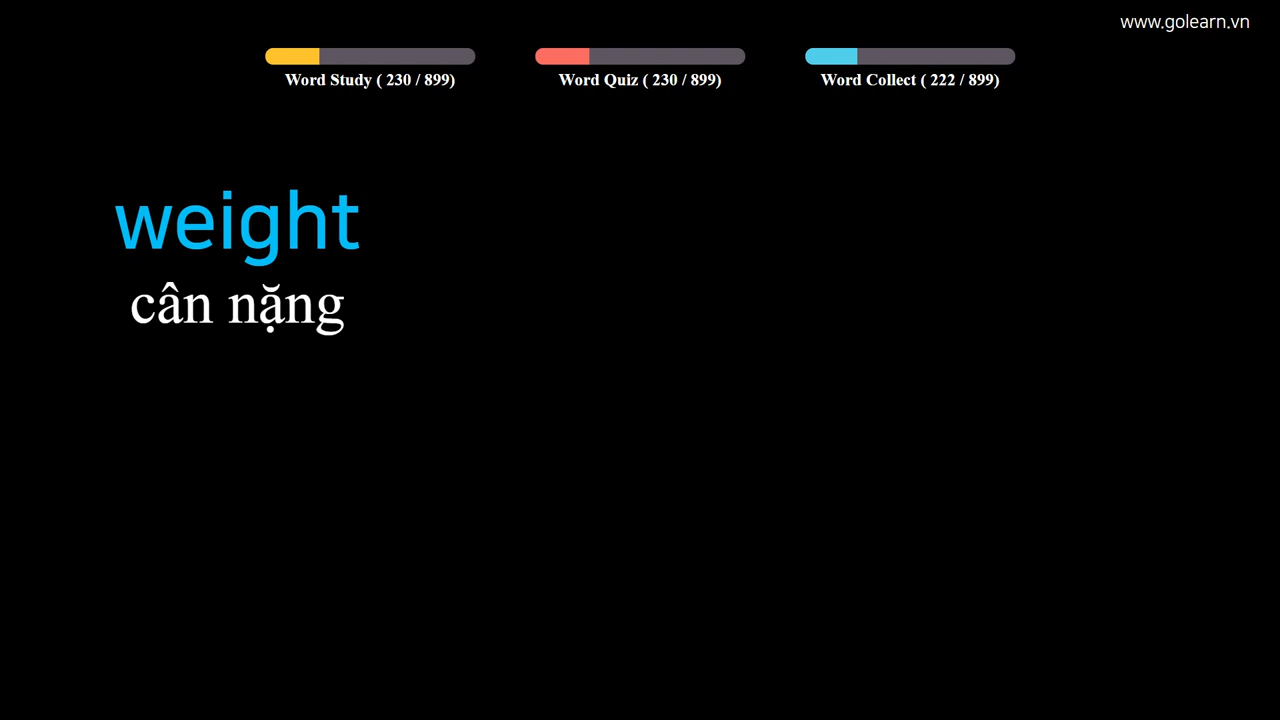 www.golearn.vn
Word Study ( 230 / 899)
Word Quiz ( 230 / 899)
Word Collect ( 222 / 899)
weight
cân nặng